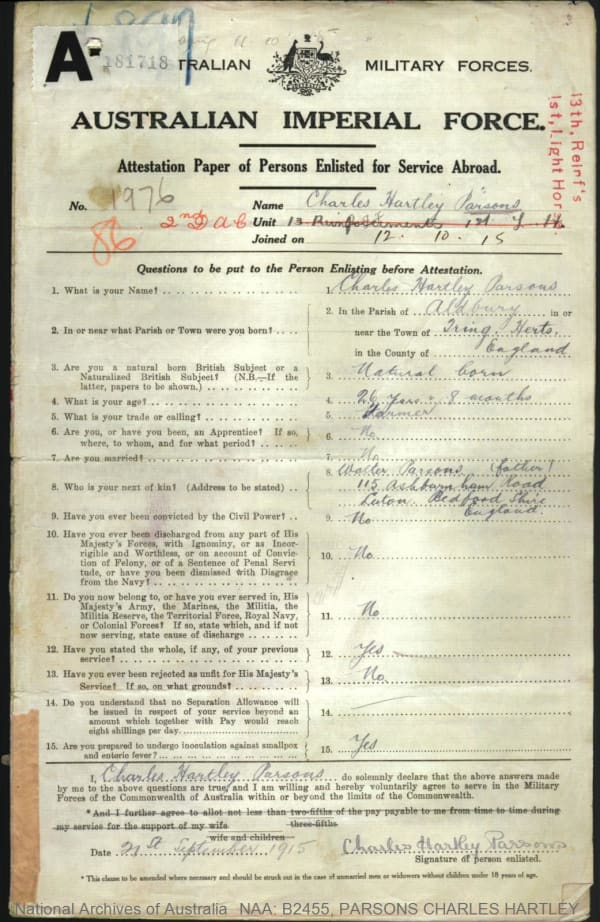 A
181718
TRALIAN MILITARY FORCES.
AUSTRALIAN IMPERIAL FORCE.
13th, Reinf's
1st, Light Hor
Attestation Paper of Persons Enlisted for Service Abroad.
No. 1976 Name Charles Hartley Parsons
86 2nd D A C Unit 13 Reinforcements 1st L H.
Joined on 12. 10. 15
Questions to be put to the Person Enlisting before Attestation.
1. What is your Name? 1. Charles Hartley Parsons
2. In or near what Parish or Town were you born? 2. In the Parish of Aldbury in or
near the Town of Tring, Herts,
in the County of England
3. Are you a natural born British Subject or a
Naturalized British Subject? (N.B.—If the
latter, papers to be shown.) 3. Natural born
4. What is your age? 4. 26 years & 8 months
5. What is your trade or calling? 5. Farmer
6. Are you, or have you been, an Apprentice? If so,
where, to whom, and for what period? 6. No
7. Are you married? 7. No
8. Who is your next of kin? (Address to be stated) 8. Walter Parsons (father)
115 Ashburnham Road
Luton Bedford Shire
England.
9. Have you ever been convicted by the Civil Power? 9. No
10. Have you ever been discharged from any part of His
Majesty's Forces, with Ignominy, or as Incor-
rigible and Worthless, or on account of Convic-
tion of Felony, or of a Sentence of Penal Servi
tude, or have you been dismissed with Disgrace
from the Navy? 10. No.
11. Do you now belong to, or have you ever served in, His
Majesty's Army, the Marines, the Militia, the
Militia Reserve, the Territorial Force, Royal Navy,
or Colonial Forces? If so, state which, and if not
now serving, state cause of discharge 11. No
12. Have you stated the whole, if any, of your previous
service? 12. Yes
13. Have you ever been rejected as unfit for His Majesty's
Service? If so, on what grounds? 13. No.
14. Do you understand that no Separation Allowance will
be issued in respect of your service beyond an
amount which together with Pay would reach
eight shillings per day. 14.
15. Are you prepared to undergo inoculation against smallpox
and enteric fever? 15. Yes
I, Charles Hartley Parsons do solemnly declare that the above answers made
by me to the above questions are true, and I am willing and hereby voluntarily agree to serve in the Military
Forces of the Commonwealth of Australia within or beyond the limits of the Commonwealth.
*And I further agree to allot not less than two-fifths of the pay payable to me from time to time during
three-fifths
my service for the support of my wife
wife and children
Date 21st September 1915 Charles Hartley Parsons
Signature of person enlisted.
*This clause to be amended where necessary and should be struck out in the case of unmarried men or widowers without children under 18 years of age.
National Archives of Australia NAA: B2455, PARSONS CHARLES HARTLEY